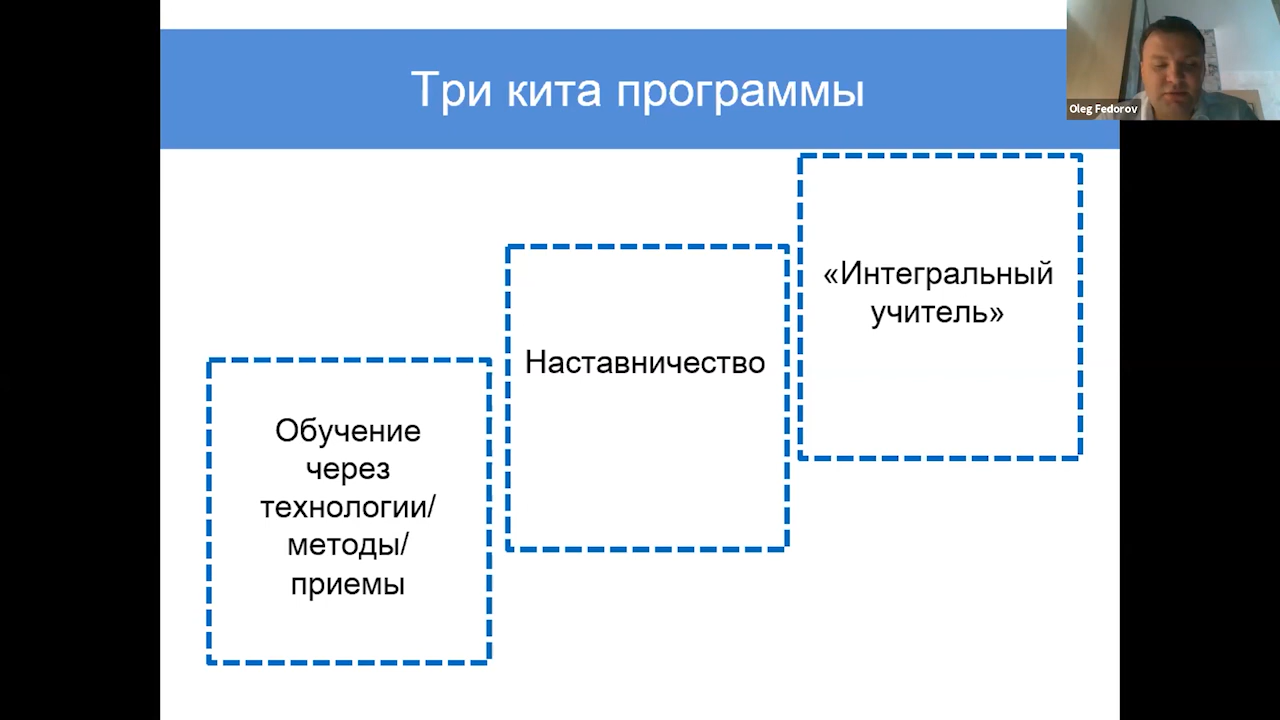 Три кита программы
Oleg Fedorov
«Интегральный
учитель»
Наставничество
Обучение
через
технологии/
методы/
приемы